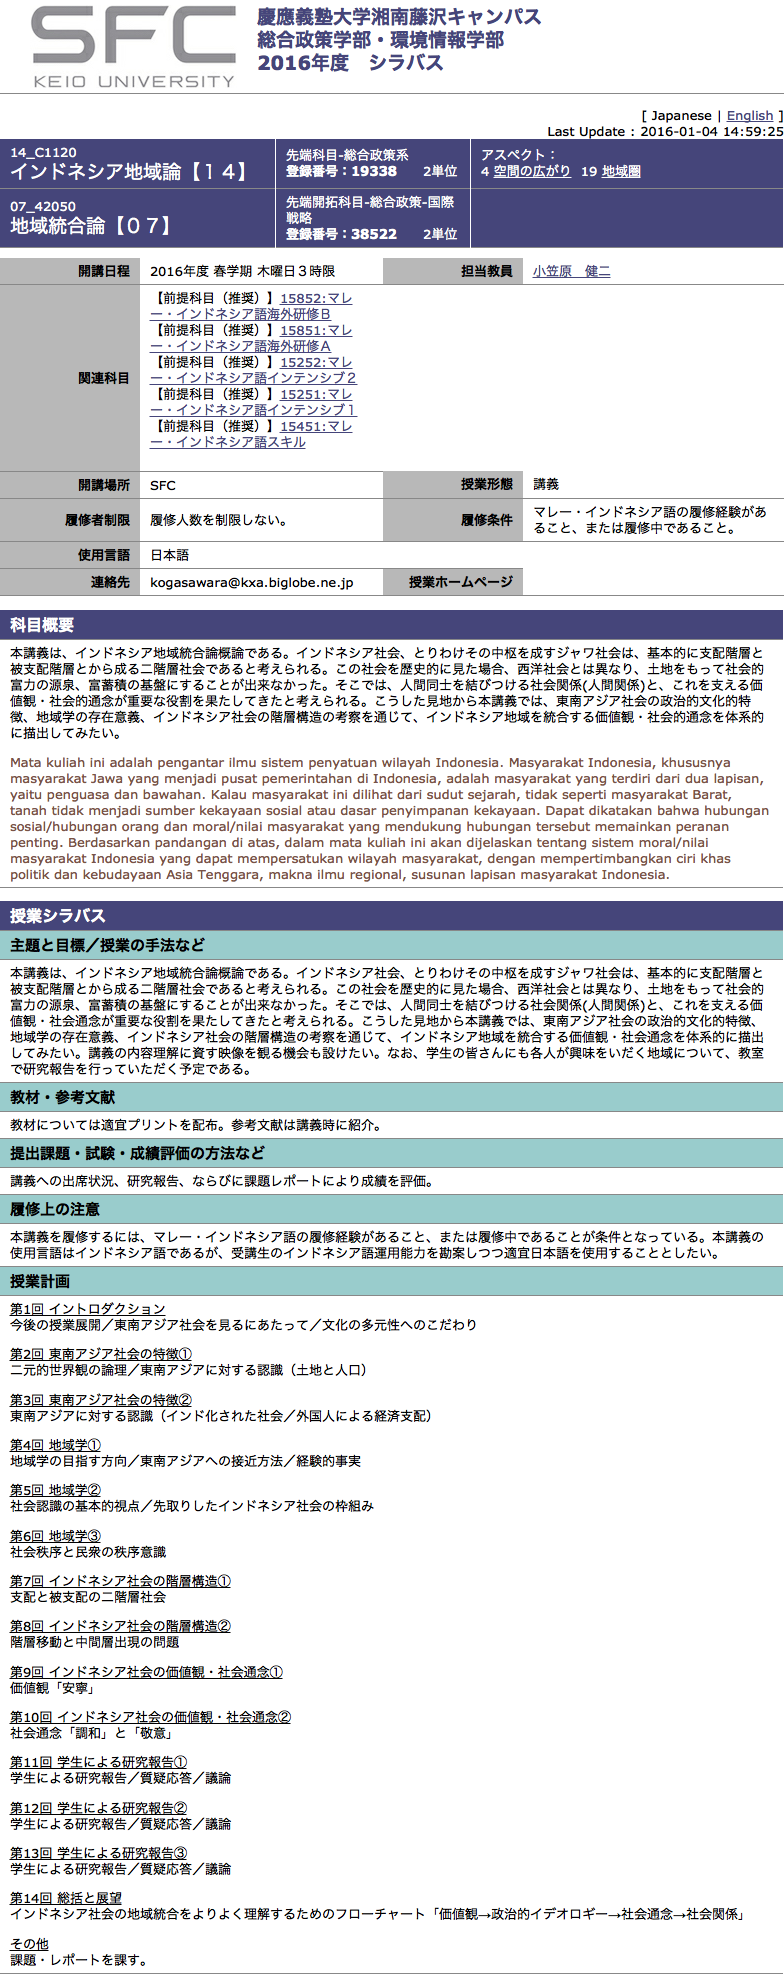 SFC
KEIO UNIVERSITY
慶應義塾大学湘南藤沢キャンパス
総合政策学部・環境情報学部
2016年度　シラバス
[ Japanese | English ]
Last Update : 2016-01-04 14:59:25
14_C1120
インドネシア地域論【１４】
先端科目-総合政策系
登録番号：19338　　2単位
アスペクト：
4 空間の広がり  19 地域圏
07_42050
地域統合論【０７】
先端開拓科目-総合政策-国際
戦略
登録番号：38522　　2単位
開講日程
2016年度 春学期 木曜日３時限
担当教員
小笠原　健二
関連科目
【前提科目（推奨）】15852:マレ
ー・インドネシア語海外研修Ｂ
【前提科目（推奨）】15851:マレ
ー・インドネシア語海外研修Ａ
【前提科目（推奨）】15252:マレ
ー・インドネシア語インテンシブ２
【前提科目（推奨）】15251:マレ
ー・インドネシア語インテンシブ１
【前提科目（推奨）】15451:マレ
ー・インドネシア語スキル
開講場所
SFC
授業形態
講義
履修者制限
履修人数を制限しない。
履修条件
マレー・インドネシア語の履修経験があ
ること、または履修中であること。
使用言語
日本語
連絡先
kogasawara@kxa.biglobe.ne.jp
授業ホームページ
科目概要
本講義は、インドネシア地域統合論概論である。インドネシア社会、とりわけその中枢を成すジャワ社会は、基本的に支配階層と
被支配階層とから成る二階層社会であると考えられる。この社会を歴史的に見た場合、西洋社会とは異なり、土地をもって社会的
富力の源泉、富蓄積の基盤にすることが出来なかった。そこでは、人間同士を結びつける社会関係(人間関係)と、これを支える価
値観・社会的通念が重要な役割を果たしてきたと考えられる。こうした見地から本講義では、東南アジア社会の政治的文化的特
徴、地域学の存在意義、インドネシア社会の階層構造の考察を通じて、インドネシア地域を統合する価値観・社会的通念を体系的
に描出してみたい。
Mata kuliah ini adalah pengantar ilmu sistem penyatuan wilayah Indonesia. Masyarakat Indonesia, khususnya
masyarakat Jawa yang menjadi pusat pemerintahan di Indonesia, adalah masyarakat yang terdiri dari dua lapisan,
yaitu penguasa dan bawahan. Kalau masyarakat ini dilihat dari sudut sejarah, tidak seperti masyarakat Barat,
tanah tidak menjadi sumber kekayaan sosial atau dasar penyimpanan kekayaan. Dapat dikatakan bahwa hubungan
sosial/hubungan orang dan moral/nilai masyarakat yang mendukung hubungan tersebut memainkan peranan
penting. Berdasarkan pandangan di atas, dalam mata kuliah ini akan dijelaskan tentang sistem moral/nilai
masyarakat Indonesia yang dapat mempersatukan wilayah masyarakat, dengan mempertimbangkan ciri khas
politik dan kebudayaan Asia Tenggara, makna ilmu regional, susunan lapisan masyarakat Indonesia.
授業シラバス
主題と目標／授業の手法など
本講義は、インドネシア地域統合論概論である。インドネシア社会、とりわけその中枢を成すジャワ社会は、基本的に支配階層と
被支配階層とから成る二階層社会であると考えられる。この社会を歴史的に見た場合、西洋社会とは異なり、土地をもって社会的
富力の源泉、富蓄積の基盤にすることが出来なかった。そこでは、人間同士を結びつける社会関係(人間関係)と、これを支える価
値観・社会通念が重要な役割を果たしてきたと考えられる。こうした見地から本講義では、東南アジア社会の政治的文化的特徴、
地域学の存在意義、インドネシア社会の階層構造の考察を通じて、インドネシア地域を統合する価値観・社会通念を体系的に描出
してみたい。講義の内容理解に資す映像を観る機会も設けたい。なお、学生の皆さんにも各人が興味をいだく地域について、教室
で研究報告を行っていただく予定である。
教材・参考文献
教材については適宜プリントを配布。参考文献は講義時に紹介。
提出課題・試験・成績評価の方法など
講義への出席状況、研究報告、ならびに課題レポートにより成績を評価。
履修上の注意
本講義を履修するには、マレー・インドネシア語の履修経験があること、または履修中であることが条件となっている。本講義の
使用言語はインドネシア語であるが、受講生のインドネシア語運用能力を勘案しつつ適宜日本語を使用することとしたい。
授業計画
第1回 イントロダクション
今後の授業展開／東南アジア社会を見るにあたって／文化の多元性へのこだわり
第2回 東南アジア社会の特徴①
二元的世界観の論理／東南アジアに対する認識（土地と人口）
第3回 東南アジア社会の特徴②
東南アジアに対する認識（インド化された社会／外国人による経済支配）
第4回 地域学①
地域学の目指す方向／東南アジアへの接近方法／経験的事実
第5回 地域学②
社会認識の基本的視点／先取りしたインドネシア社会の枠組み
第6回 地域学③
社会秩序と民衆の秩序意識
第7回 インドネシア社会の階層構造①
支配と被支配の二階層社会
第8回 インドネシア社会の階層構造②
階層移動と中間層出現の問題
第9回 インドネシア社会の価値観・社会通念①
価値観「安寧」
第10回 インドネシア社会の価値観・社会通念②
社会通念「調和」と「敬意」
第11回 学生による研究報告①
学生による研究報告／質疑応答／議論
第12回 学生による研究報告②
学生による研究報告／質疑応答／議論
第13回 学生による研究報告③
学生による研究報告／質疑応答／議論
第14回 総括と展望
インドネシア社会の地域統合をよりよく理解するためのフローチャート「価値観→政治的イデオロギー→社会通念→社会関係」
その他
課題・レポートを課す。